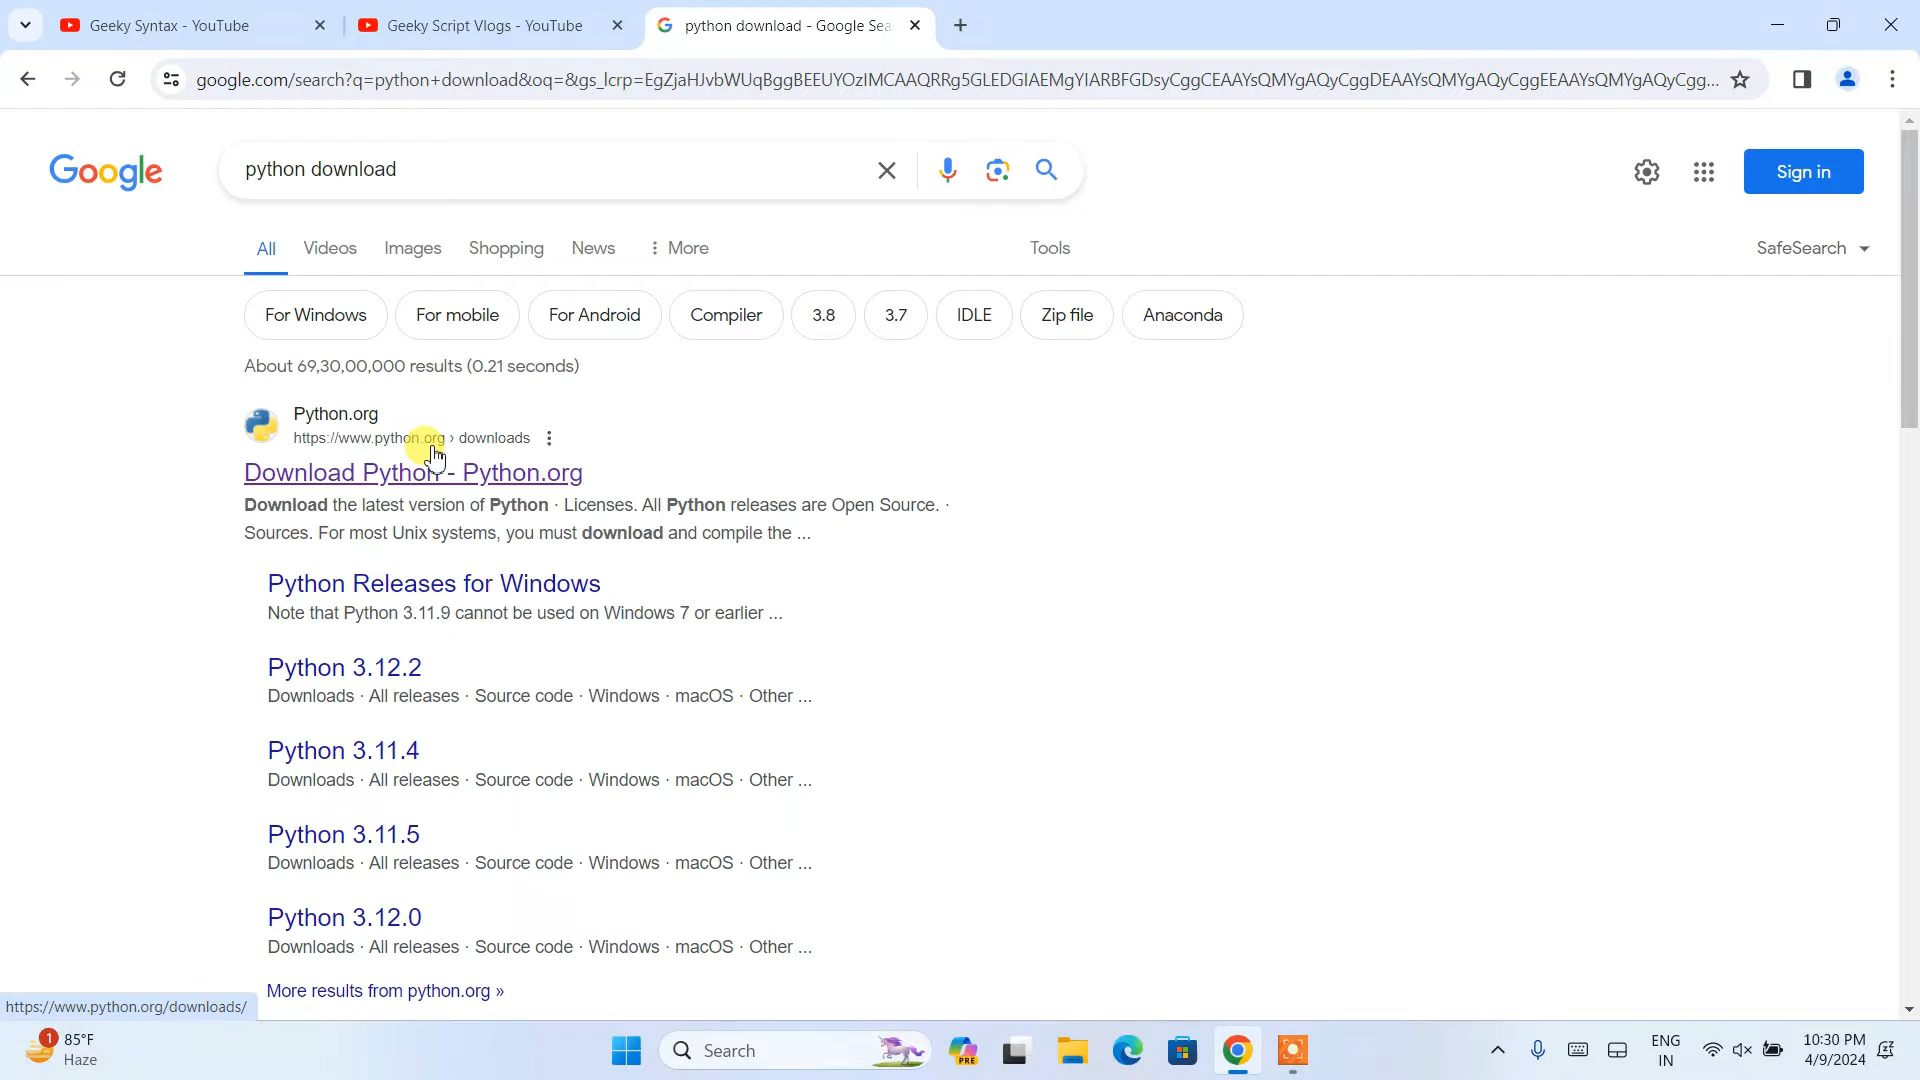 Geeky Syntax - YouTube
Geeky Script Vlogs - YouTube
python download - Google Sea
google.com/search?q=python+download&oq=&gs_lcrp=EgZjaHJvbWUqBggBEEUYOzIMCAAQRRg5GLEDGIAEMgYIARBFGDsyCggCEAAYsQMYgAQyCggDEAAYsQMYgAQyCggEEAAYsQMYgAQyCgg...
Google
python download
Sign in
All
Videos
Images
Shopping
News
More
Tools
SafeSearch
For Windows
For mobile
For Android
Compiler
3.8
3.7
IDLE
Zip file
Anaconda
About 69,30,00,000 results (0.21 seconds)
Python.org
https://www.python.org › downloads
Download Python - Python.org
Download the latest version of Python · Licenses. All Python releases are Open Source. ·
Sources. For most Unix systems, you must download and compile the ...
Python Releases for Windows
Note that Python 3.11.9 cannot be used on Windows 7 or earlier ...
Python 3.12.2
Downloads · All releases · Source code · Windows · macOS · Other ...
Python 3.11.4
Downloads · All releases · Source code · Windows · macOS · Other ...
Python 3.11.5
Downloads · All releases · Source code · Windows · macOS · Other ...
Python 3.12.0
Downloads · All releases · Source code · Windows · macOS · Other ...
More results from python.org »
https://www.python.org/downloads/
1
85°F
Haze
Search
PRE
ENG
IN
10:30 PM
4/9/2024